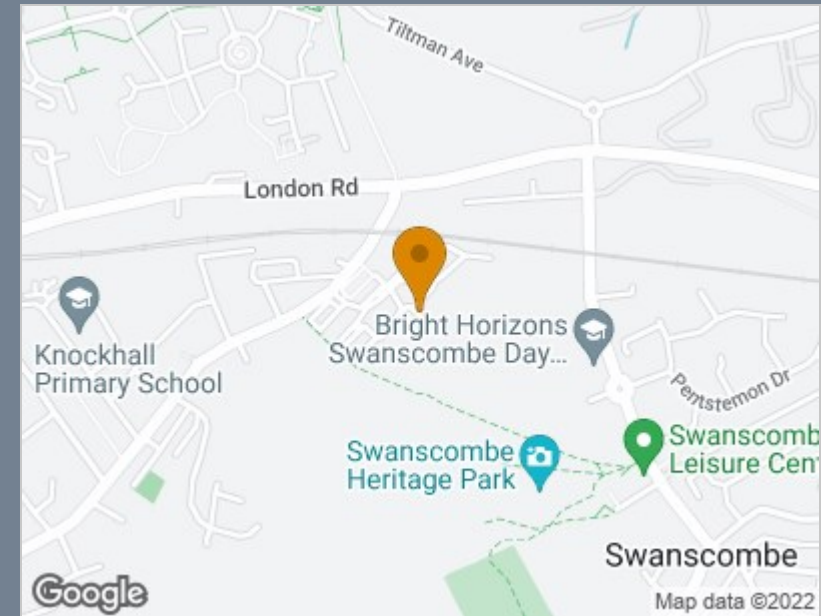 Tiltman Ave
London Rd
Bright Horizons
Swanscombe Day...
Knockhall
Primary School
Pentstemon Dr
Swanscomb
Leisure Cen
Swanscombe
Heritage Park
Swanscombe
Google
Map data ©2022